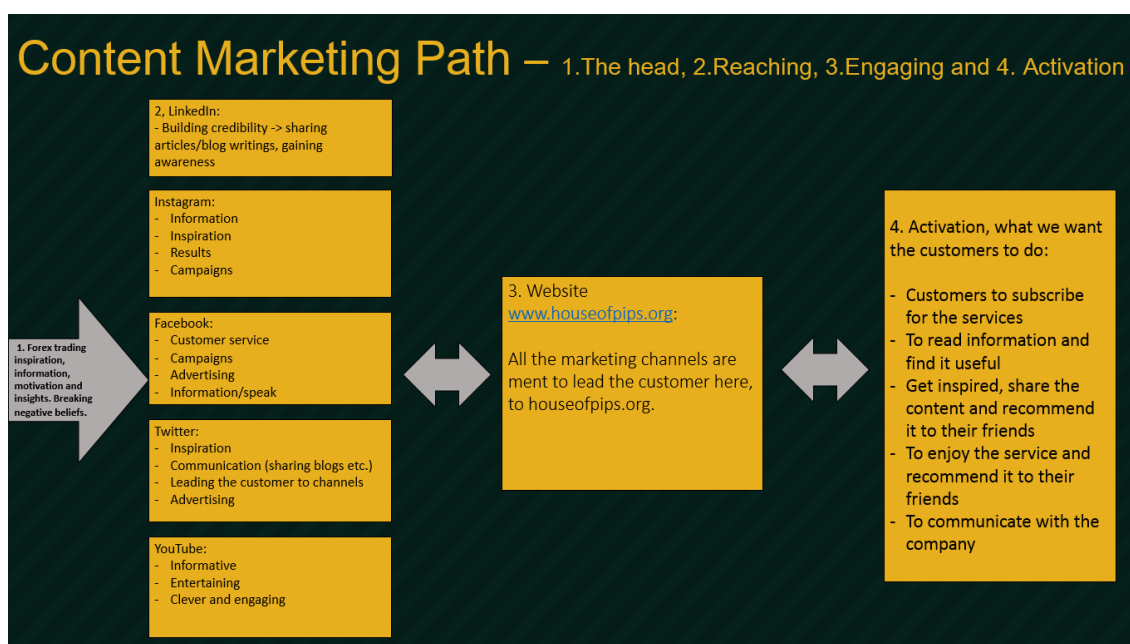 Content Marketing Path – 1.The head, 2.Reaching, 3.Engaging and 4. Activation
1. Forex trading
inspiration,
information,
motivation and
insights. Breaking
negative beliefs.
2, LinkedIn:
- Building credibility -> sharing
articles/blog writings, gaining
awareness
Instagram:
- Information
- Inspiration
- Results
- Campaigns
Facebook:
- Customer service
- Campaigns
- Advertising
- Information/speak
Twitter:
- Inspiration
- Communication (sharing blogs etc.)
- Leading the customer to channels
- Advertising
YouTube:
- Informative
- Entertaining
- Clever and engaging
3. Website
www.houseofpips.org:
All the marketing channels are
ment to lead the customer here,
to houseofpips.org.
4. Activation, what we want
the customers to do:
- Customers to subscribe
for the services
- To read information and
find it useful
- Get inspired, share the
content and recommend
it to their friends
- To enjoy the service and
recommend it to their
friends
- To communicate with the
company